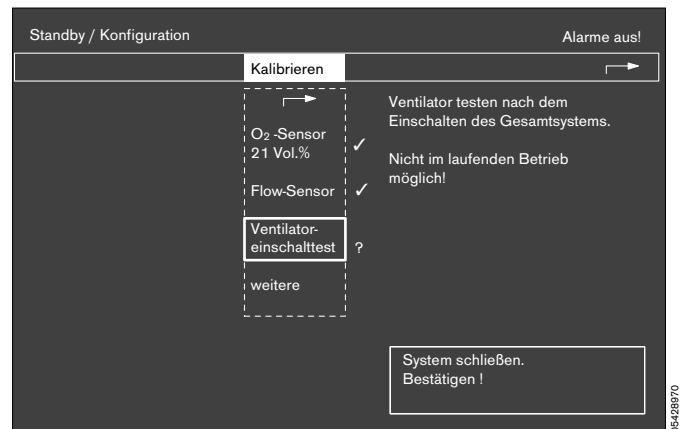 Standby / Konfiguration
Alarme aus!
Kalibrieren
O₂ -Sensor
21 Vol.%
✓
Flow-Sensor ✓
Ventilator-
einschalttest ?
weitere
Ventilator testen nach dem
Einschalten des Gesamtsystems.
Nicht im laufenden Betrieb
möglich!
System schließen.
Bestätigen !
05428970